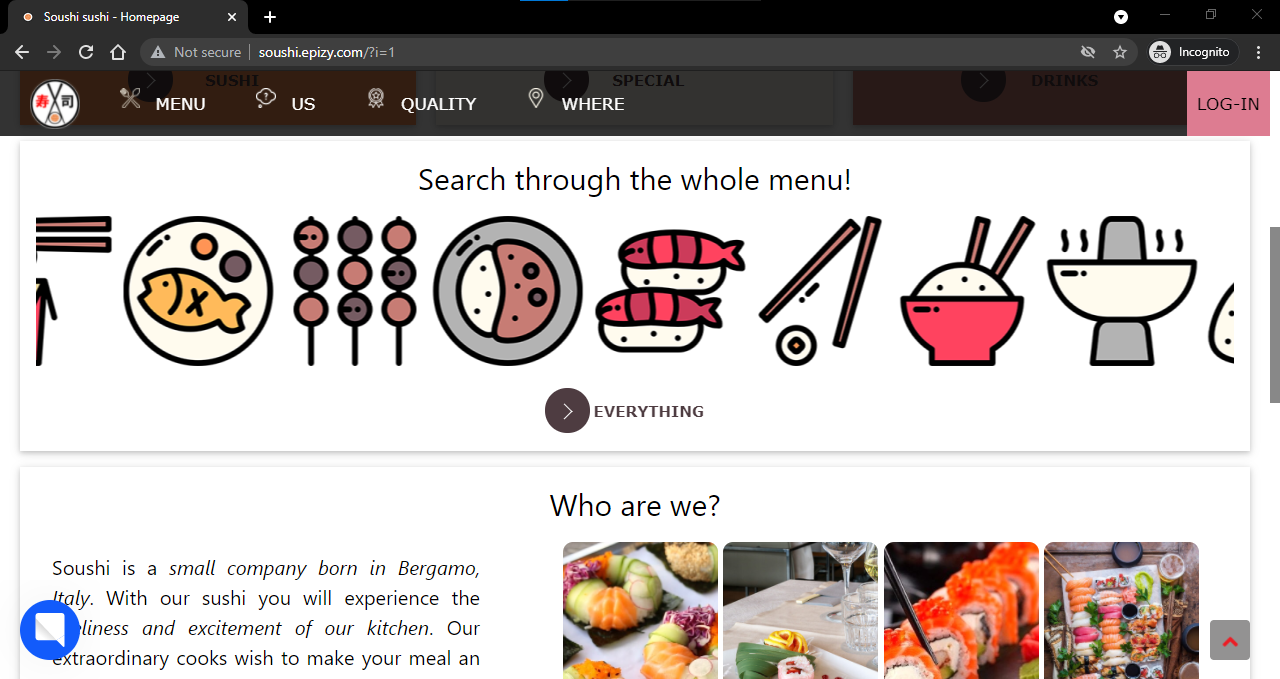 Soushi sushi - Homepage
Not secure
soushi.epizy.com/?i=1
Incognito
SUSHI
SPECIAL
DRINKS
寿 司
MENU
US
QUALITY
WHERE
LOG-IN
Search through the whole menu!
EVERYTHING
Who are we?
Soushi is a small company born in Bergamo,
Italy. With our sushi you will experience the
and excitement of our kitchen. Our
extraordinary cooks wish to make your meal an